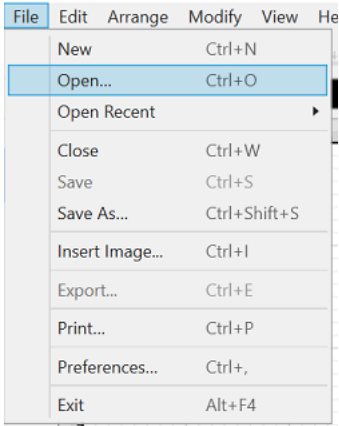 File Edit Arrange Modify View He
New Ctrl+N
Open... Ctrl+O
Open Recent
Close Ctrl+W
Save Ctrl+S
Save As... Ctrl+Shift+S
Insert Image... Ctrl+I
Export... Ctrl+E
Print... Ctrl+P
Preferences... Ctrl+,
Exit Alt+F4